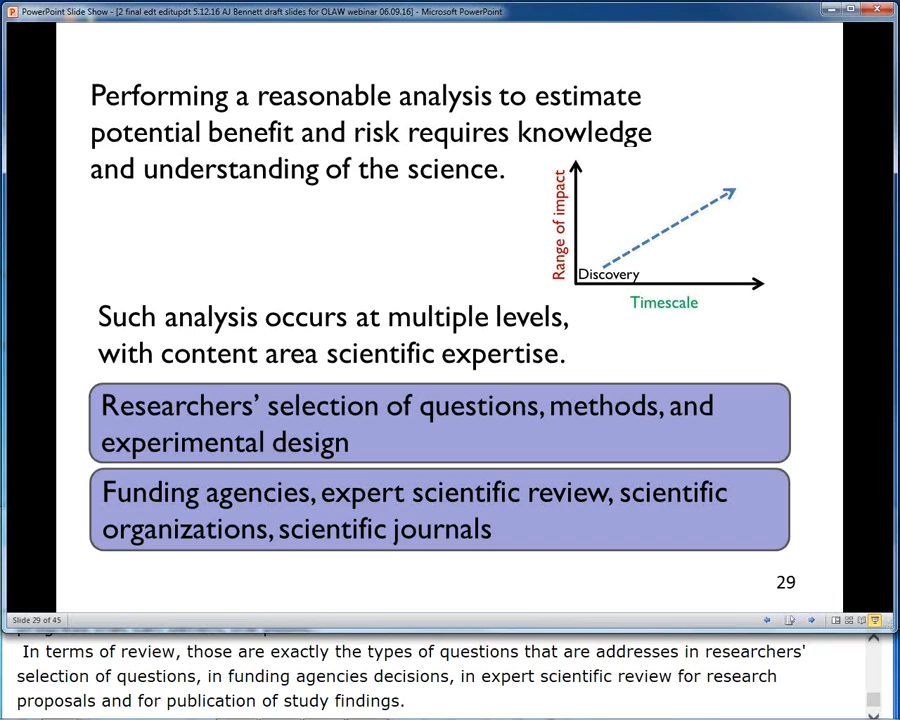 PowerPoint Slide Show - [2 final edt editupdt 5.12.16 AJ Bennett draft slides for OLAW webinar 06.09.16] - Microsoft PowerPoint
Performing a reasonable analysis to estimate
potential benefit and risk requires knowledge
and understanding of the science.
Range of impact
Discovery
Timescale
Such analysis occurs at multiple levels,
with content area scientific expertise.
Researchers’ selection of questions, methods, and
experimental design
Funding agencies, expert scientific review, scientific
organizations, scientific journals
29
Slide 29 of 45
In terms of review, those are exactly the types of questions that are addresses in researchers'
selection of questions, in funding agencies decisions, in expert scientific review for research
proposals and for publication of study findings.